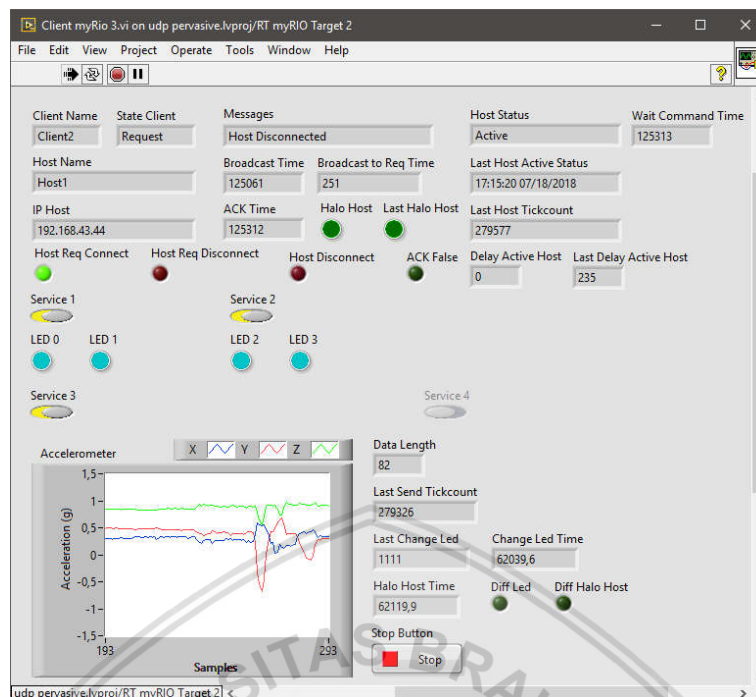 Client myRio 3.vi on udp pervasive.lvproj/RT myRIO Target 2
File Edit View Project Operate Tools Window Help
Client Name State Client Messages Host Status Wait Command Time
Client2 Request Host Disconnected Active 125313
Host Name Broadcast Time Broadcast to Req Time Last Host Active Status
Host1 125061 251 17:15:20 07/18/2018
IP Host ACK Time Halo Host Last Halo Host Last Host Tickcount
192.168.43.44 125312 279577
Host Req Connect Host Req Disconnect Host Disconnect ACK False Delay Active Host Last Delay Active Host
0 235
Service 1 Service 2
LED 0 LED 1 LED 2 LED 3
Service 3 Service 4
Accelerometer X Y Z
Data Length
82
Last Send Tickcount
279326
Last Change Led Change Led Time
1111 62039,6
Halo Host Time Diff Led Diff Halo Host
62119,9
Stop Button
Stop
Acceleration (g)
1,5
1
0,5
0
-0,5
-1
-1,5
193 293
Samples
SITAS BRA
udp pervasive.lvproj/RT myRIO Target 2